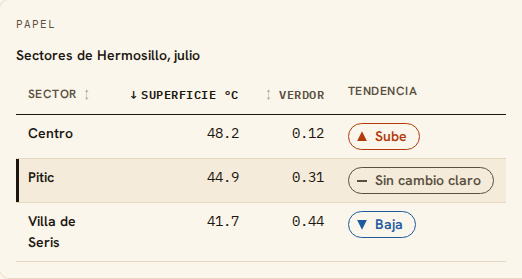 PAPEL
Sectores de Hermosillo, julio
SECTOR ↕ ↓ SUPERFICIE °C ↕ VERDOR TENDENCIA
Centro 48.2 0.12 ▲ Sube
Pitic 44.9 0.31 — Sin cambio claro
Villa de Seris 41.7 0.44 ▼ Baja